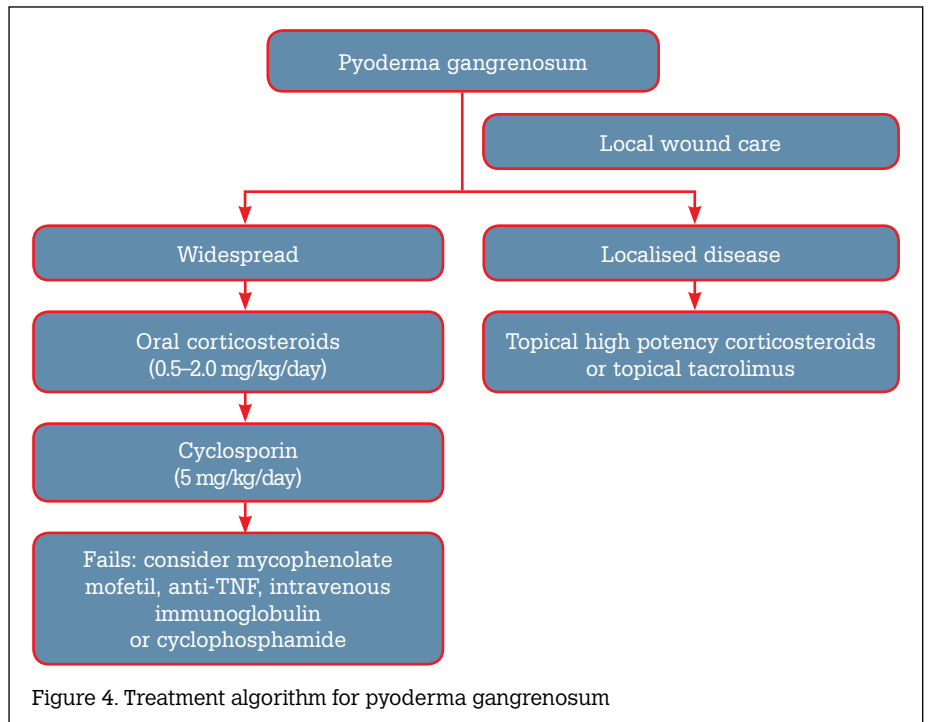 Pyoderma gangrenosum
Local wound care
Widespread
Localised disease
Oral corticosteroids
(0.5–2.0 mg/kg/day)
Topical high potency corticosteroids
or topical tacrolimus
Cyclosporin
(5 mg/kg/day)
Fails: consider mycophenolate
mofetil, anti-TNF, intravenous
immunoglobulin
or cyclophosphamide
Figure 4. Treatment algorithm for pyoderma gangrenosum